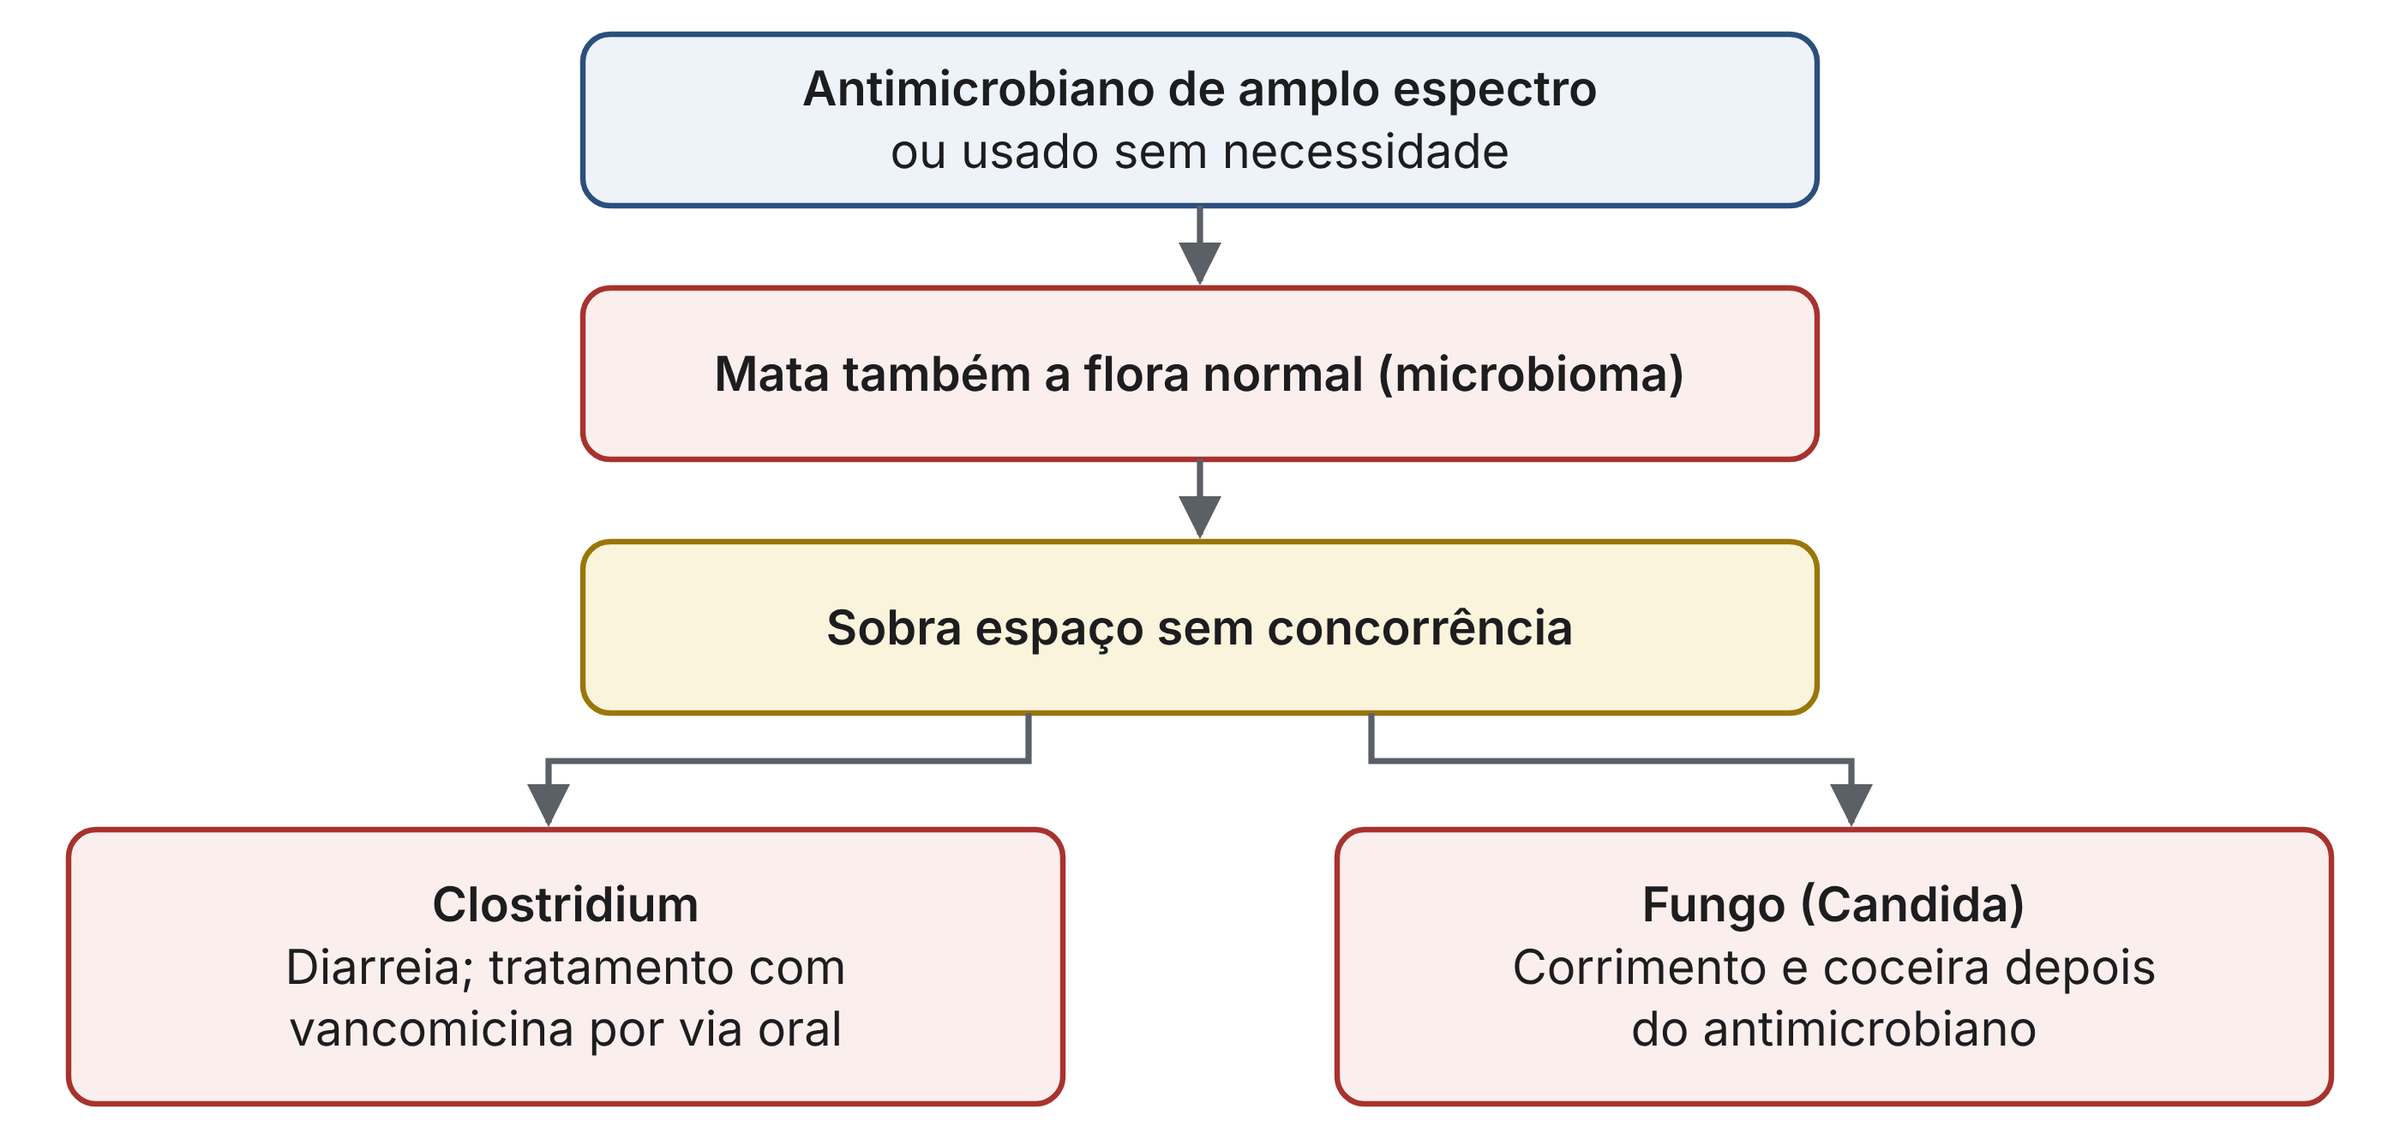 Antimicrobiano de amplo espectro
ou usado sem necessidade
Mata também a flora normal (microbioma)
Sobra espaço sem concorrência
Clostridium
Diarreia; tratamento com
vancomicina por via oral
Fungo (Candida)
Corrimento e coceira depois
do antimicrobiano